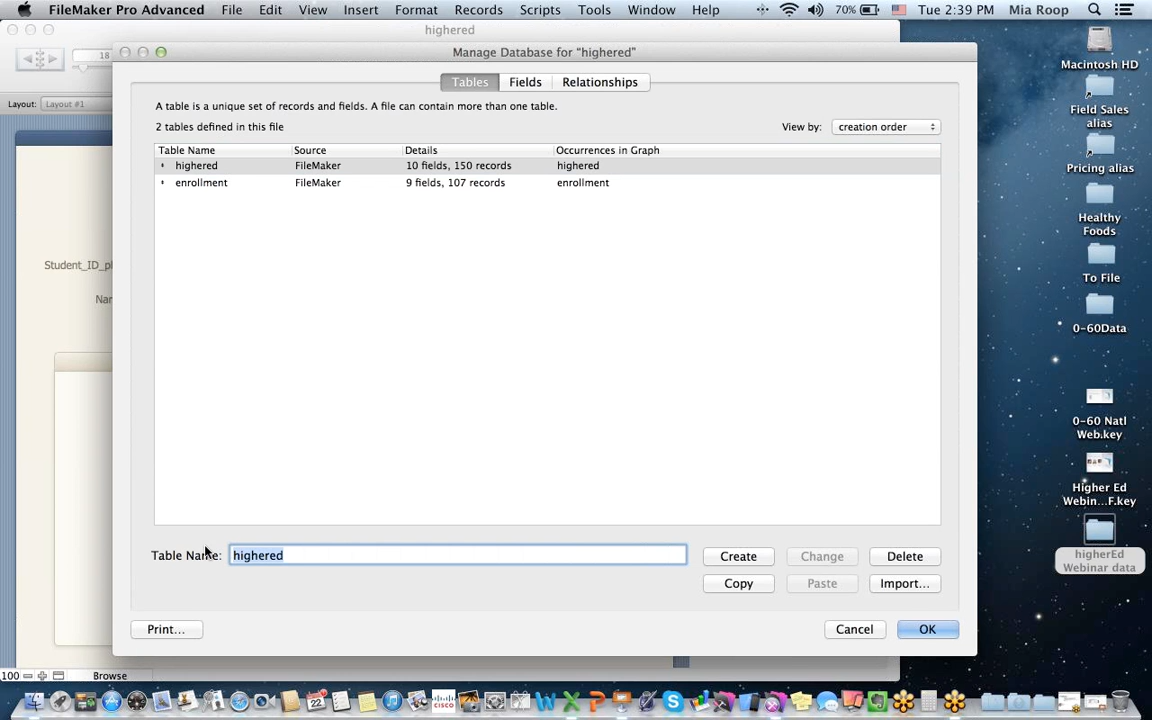 FileMaker Pro Advanced File Edit View Insert Format Records Scripts Tools Window Help 70% Tue 2:39 PM Mia Roop
highered
Manage Database for "highered"
18
Layout: Layout #1
Tables Fields Relationships
A table is a unique set of records and fields. A file can contain more than one table.
2 tables defined in this file
View by: creation order
Table Name Source Details Occurrences in Graph
highered FileMaker 10 fields, 150 records highered
enrollment FileMaker 9 fields, 107 records enrollment
Student_ID_p
Nar
Table Name: highered
Create Change Delete
Copy Paste Import...
Print... Cancel OK
100 Browse
Macintosh HD
Field Sales
alias
Pricing alias
Healthy
Foods
To File
0-60Data
0-60 Natl
Web.key
Higher Ed
Webin...F.key
higherEd
Webinar data
22